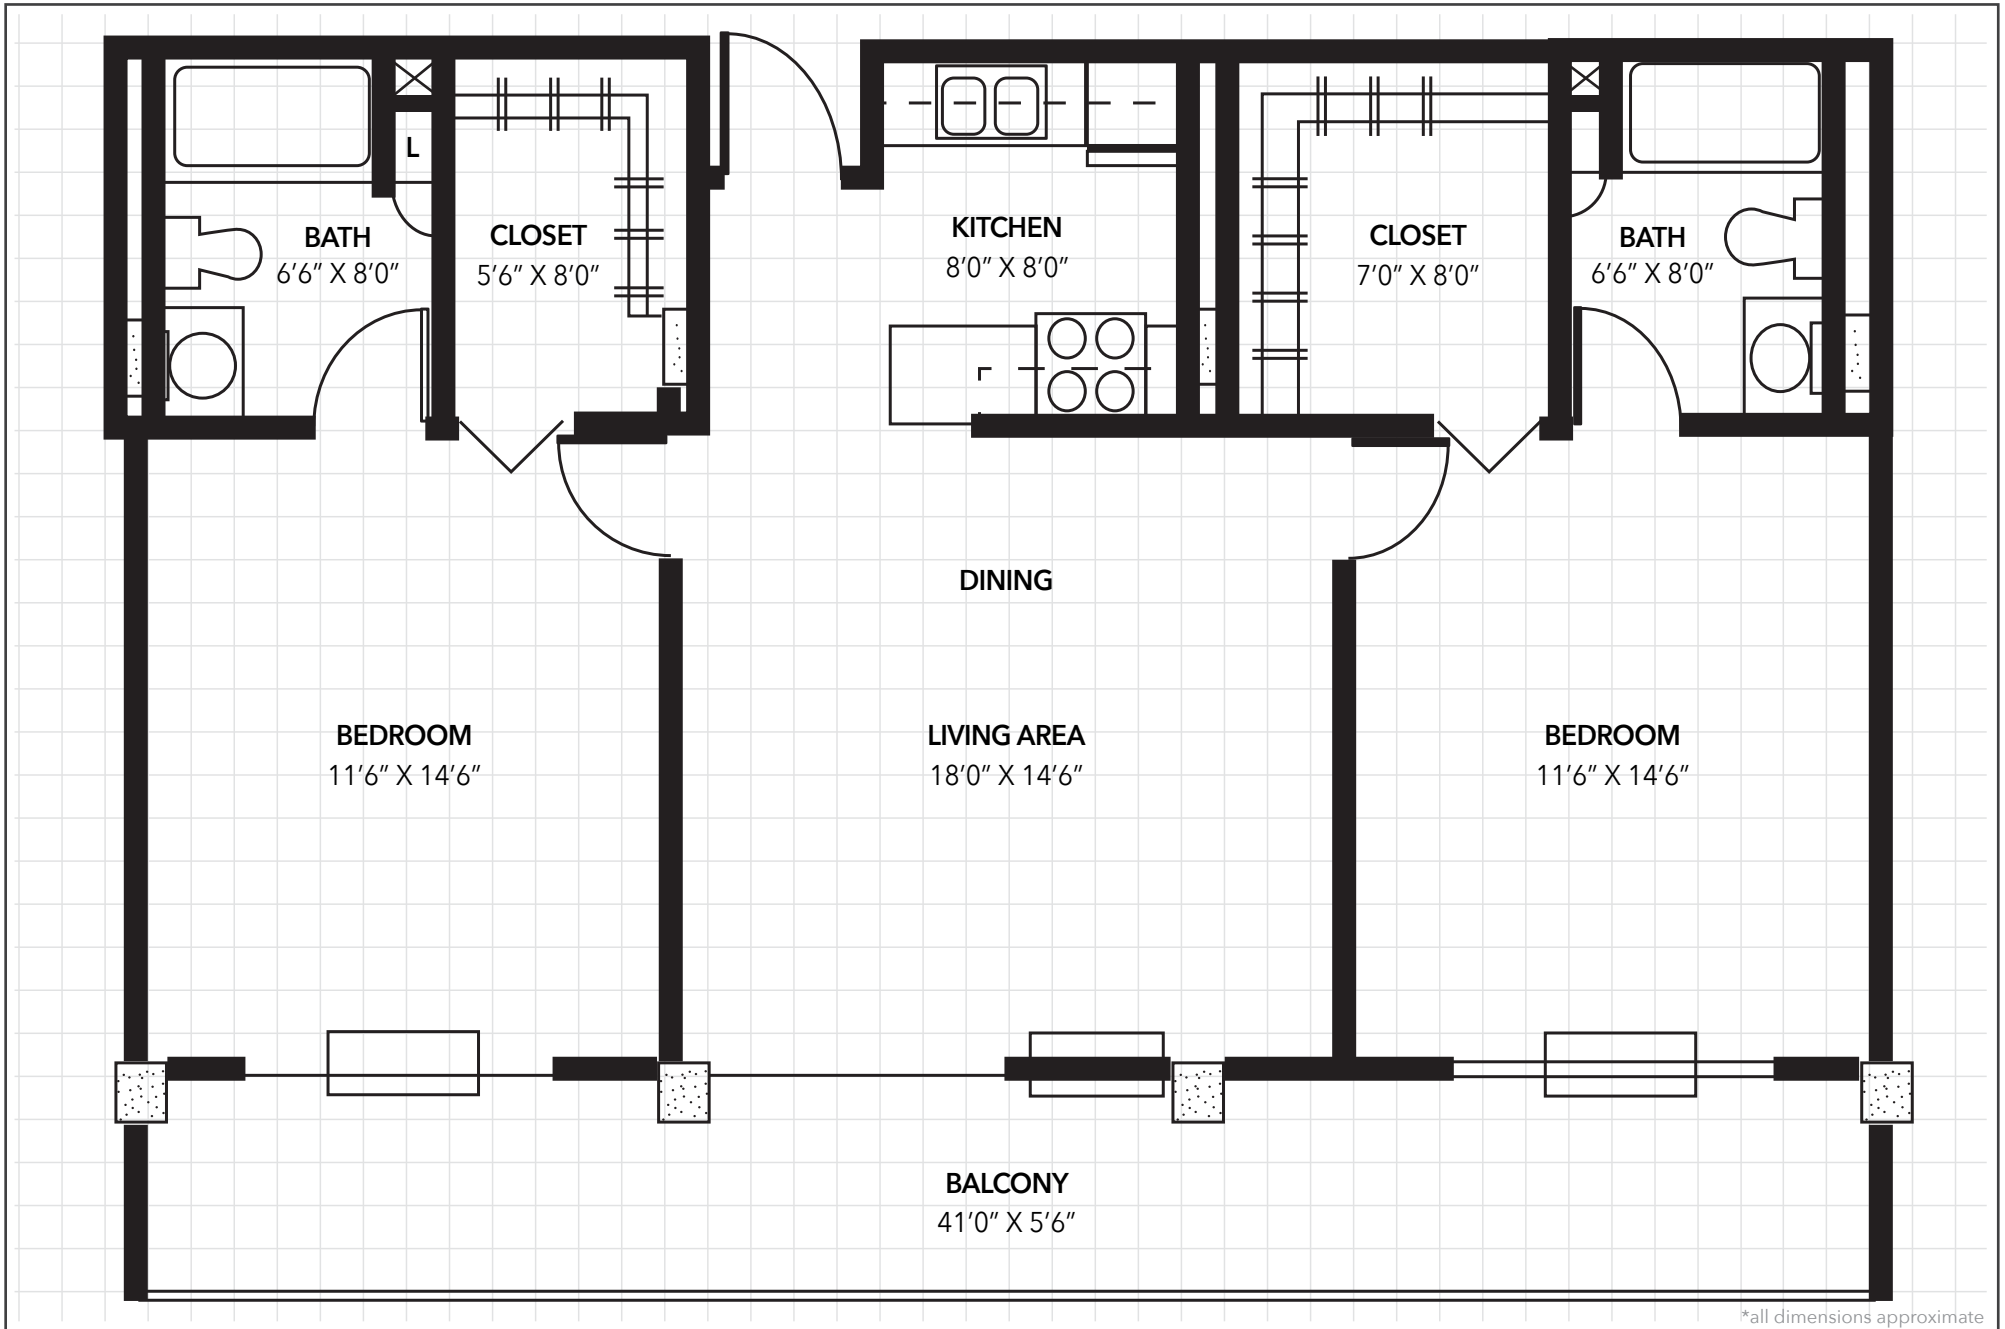 L
BATH
6’6” X 8’0”
CLOSET
5’6” X 8’0”
KITCHEN
8’0” X 8’0”
CLOSET
7’0” X 8’0”
BATH
6’6” X 8’0”
DINING
BEDROOM
11’6” X 14’6”
LIVING AREA
18’0” X 14’6”
BEDROOM
11’6” X 14’6”
BALCONY
41’0” X 5’6”
*all dimensions approximate